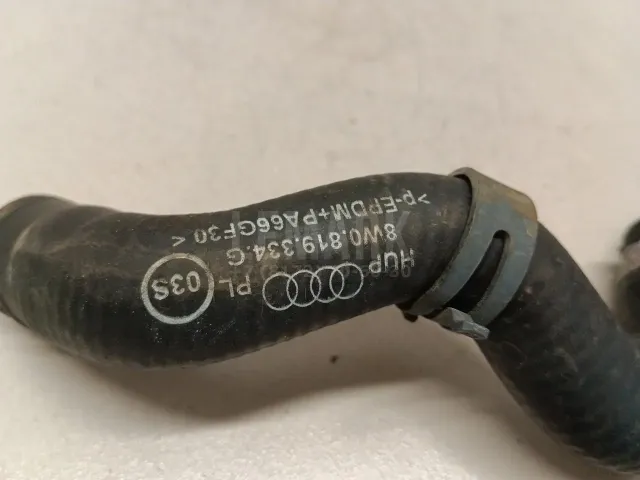 >p-EPDM+PA66GF30<
8W0.819.334.G
HUP
PL
03S